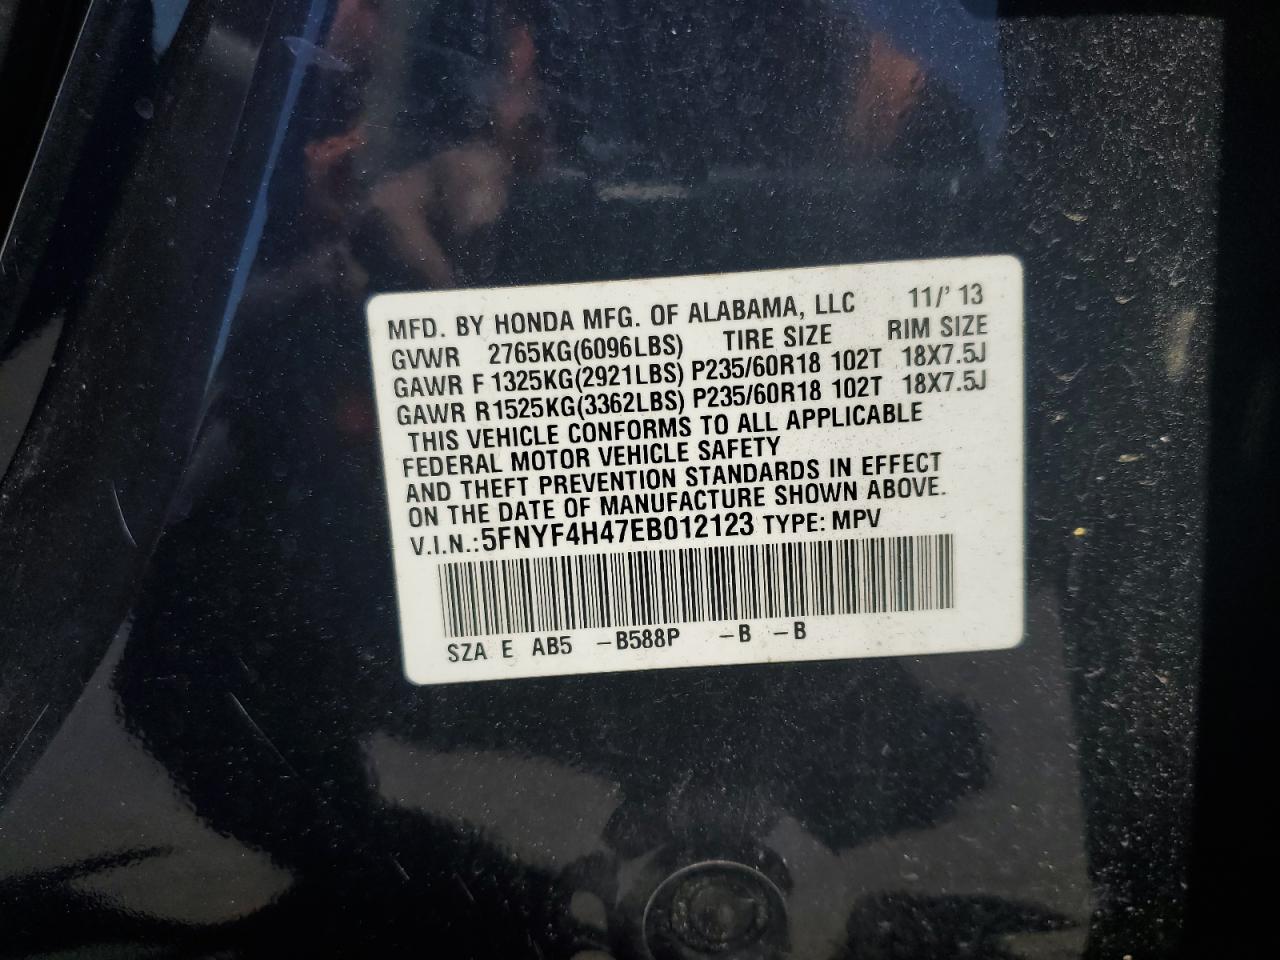 MFD. BY HONDA MFG. OF ALABAMA, LLC 11/' 13
GVWR 2765KG(6096LBS) TIRE SIZE RIM SIZE
GAWR F 1325KG(2921LBS) P235/60R18 102T 18X7.5J
GAWR R1525KG(3362LBS) P235/60R18 102T 18X7.5J
THIS VEHICLE CONFORMS TO ALL APPLICABLE
FEDERAL MOTOR VEHICLE SAFETY
AND THEFT PREVENTION STANDARDS IN EFFECT
ON THE DATE OF MANUFACTURE SHOWN ABOVE.
V.I.N.:5FNYF4H47EB012123 TYPE: MPV
SZA E AB5 -B588P -B -B